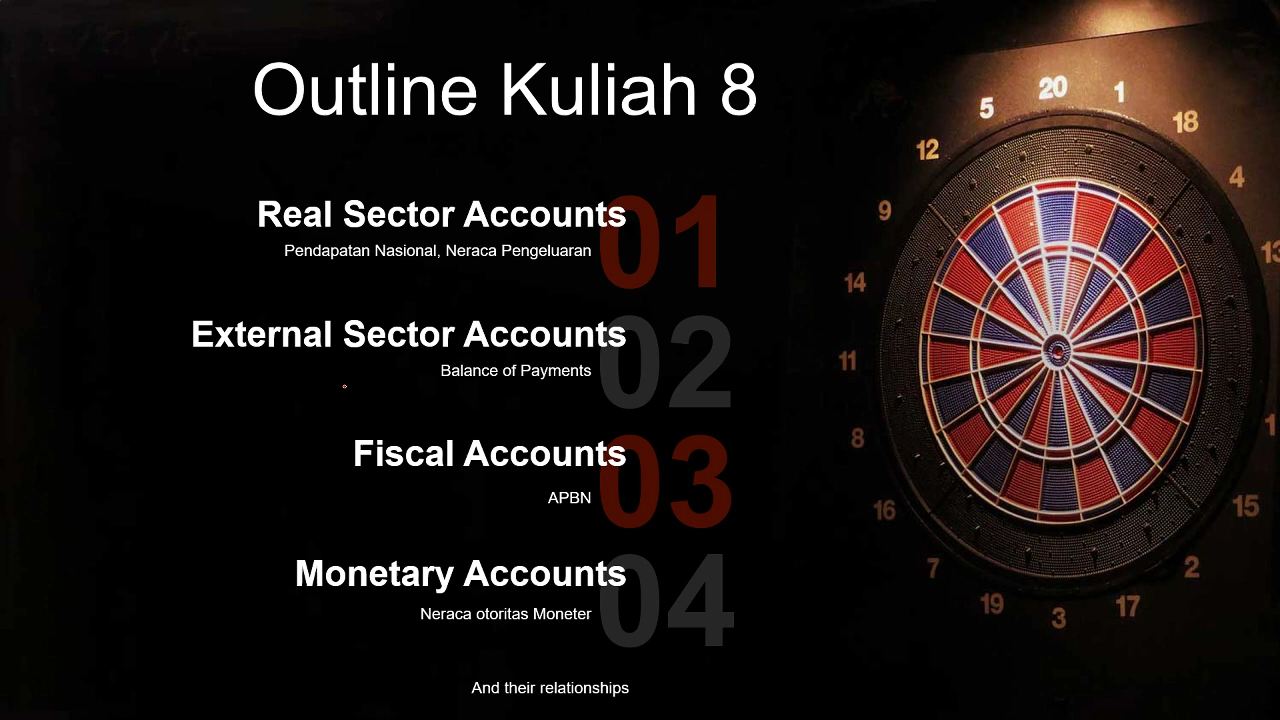 Outline Kuliah 8
Real Sector Accounts
Pendapatan Nasional, Neraca Pengeluaran
01
External Sector Accounts
Balance of Payments
02
Fiscal Accounts
APBN
03
Monetary Accounts
Neraca otoritas Moneter
04
And their relationships
20
5
1
18
12
4
9
13
14
11
8
16
15
7
2
19
17
3